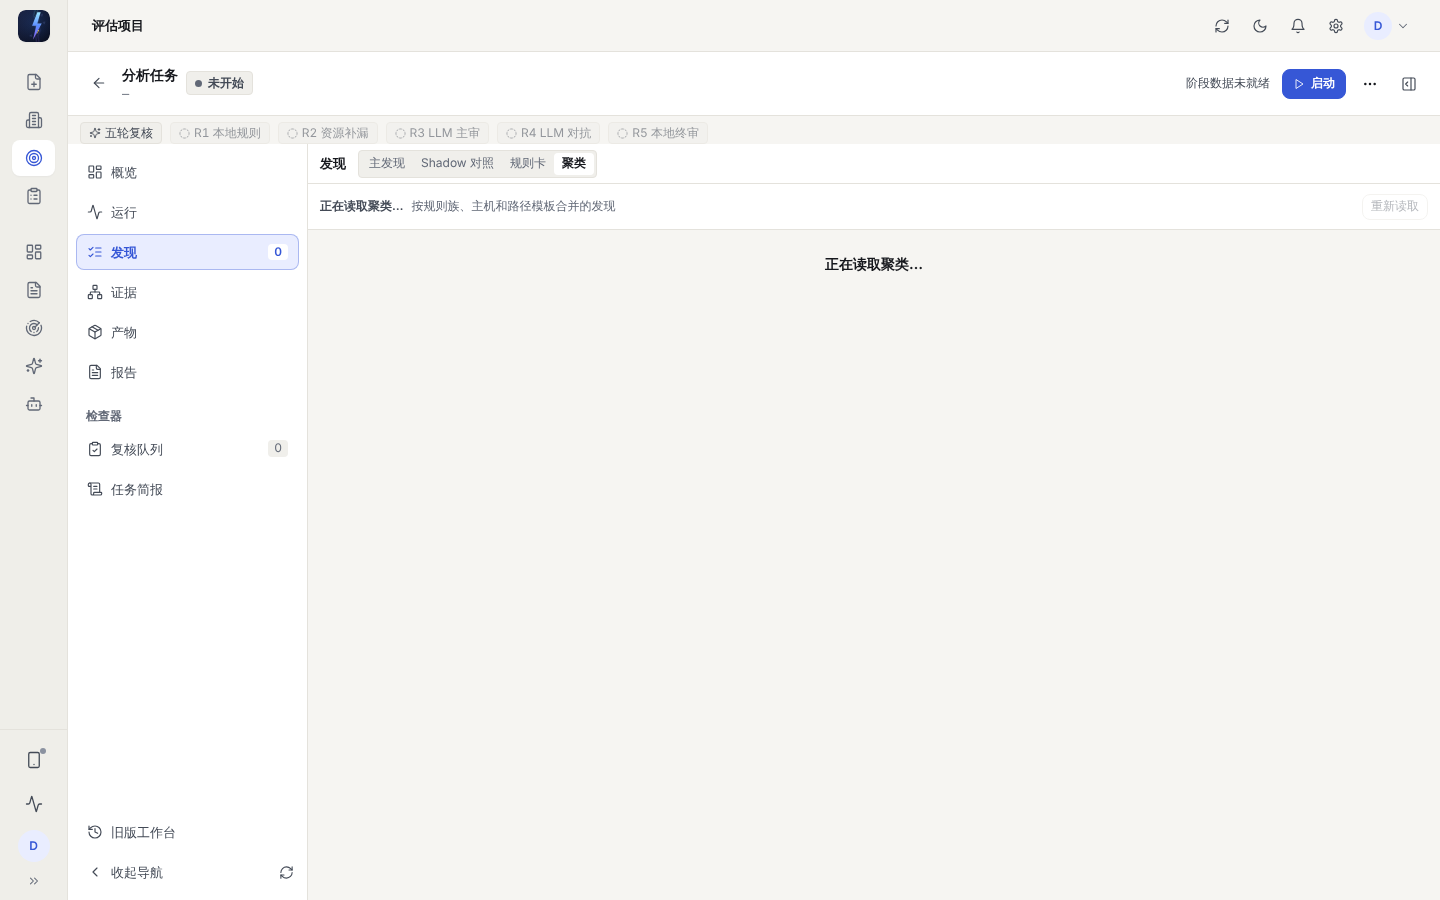 评估项目
D
分析任务
—
未开始
阶段数据未就绪
启动
五轮复核
R1 本地规则
R2 资源补漏
R3 LLM 主审
R4 LLM 对抗
R5 本地终审
概览
运行
发现 0
证据
产物
报告
检查器
复核队列 0
任务简报
旧版工作台
收起导航
发现
主发现 Shadow 对照 规则卡 聚类
正在读取聚类... 按规则族、主机和路径模板合并的发现
重新读取
正在读取聚类...
D